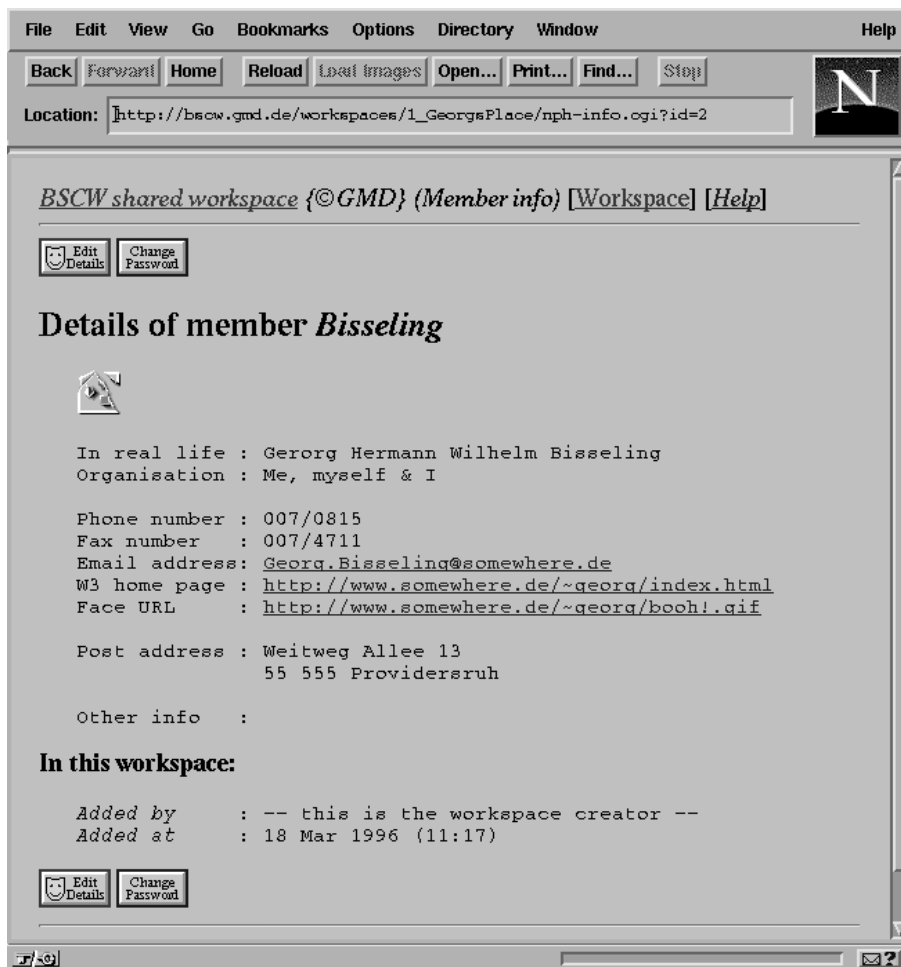 File Edit View Go Bookmarks Options Directory Window Help
Back Forward Home Reload Load Images Open... Print... Find... Stop
N
Location: http://bscw.gmd.de/workspaces/1_GeorgsPlace/nph-info.cgi?id=2
BSCW shared workspace {©GMD} (Member info) [Workspace] [Help]
Edit Details Change Password
Details of member Bisseling
In real life : Gerorg Hermann Wilhelm Bisseling
Organisation : Me, myself & I
Phone number : 007/0815
Fax number : 007/4711
Email address: Georg.Bisseling@somewhere.de
W3 home page : http://www.somewhere.de/~georg/index.html
Face URL : http://www.somewhere.de/~georg/booh!.gif
Post address : Weitweg Allee 13
55 555 Providersruh
Other info :
In this workspace:
Added by : -- this is the workspace creator --
Added at : 18 Mar 1996 (11:17)
Edit Details Change Password
?